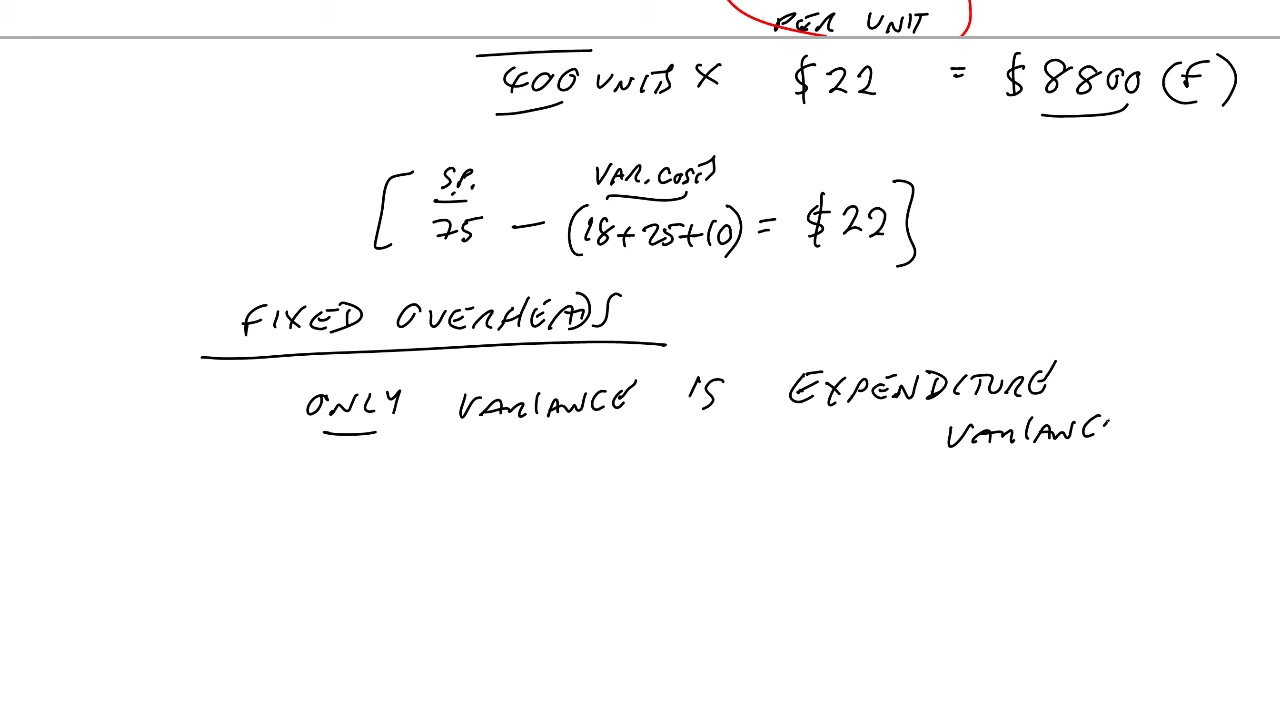 PER UNIT
400 UNITS × $22 = $8800 (F)
S.P. VAR. COST
[ 75 – (18+25+10) = $22 ]
FIXED OVERHEADS
ONLY VARIANCE IS EXPENDITURE
VARIANC